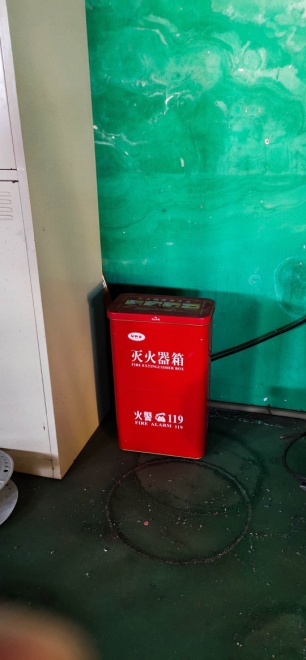 灭火器箱
FIRE EXTINGUISHER BOX
火警 119
FIRE ALARM 119